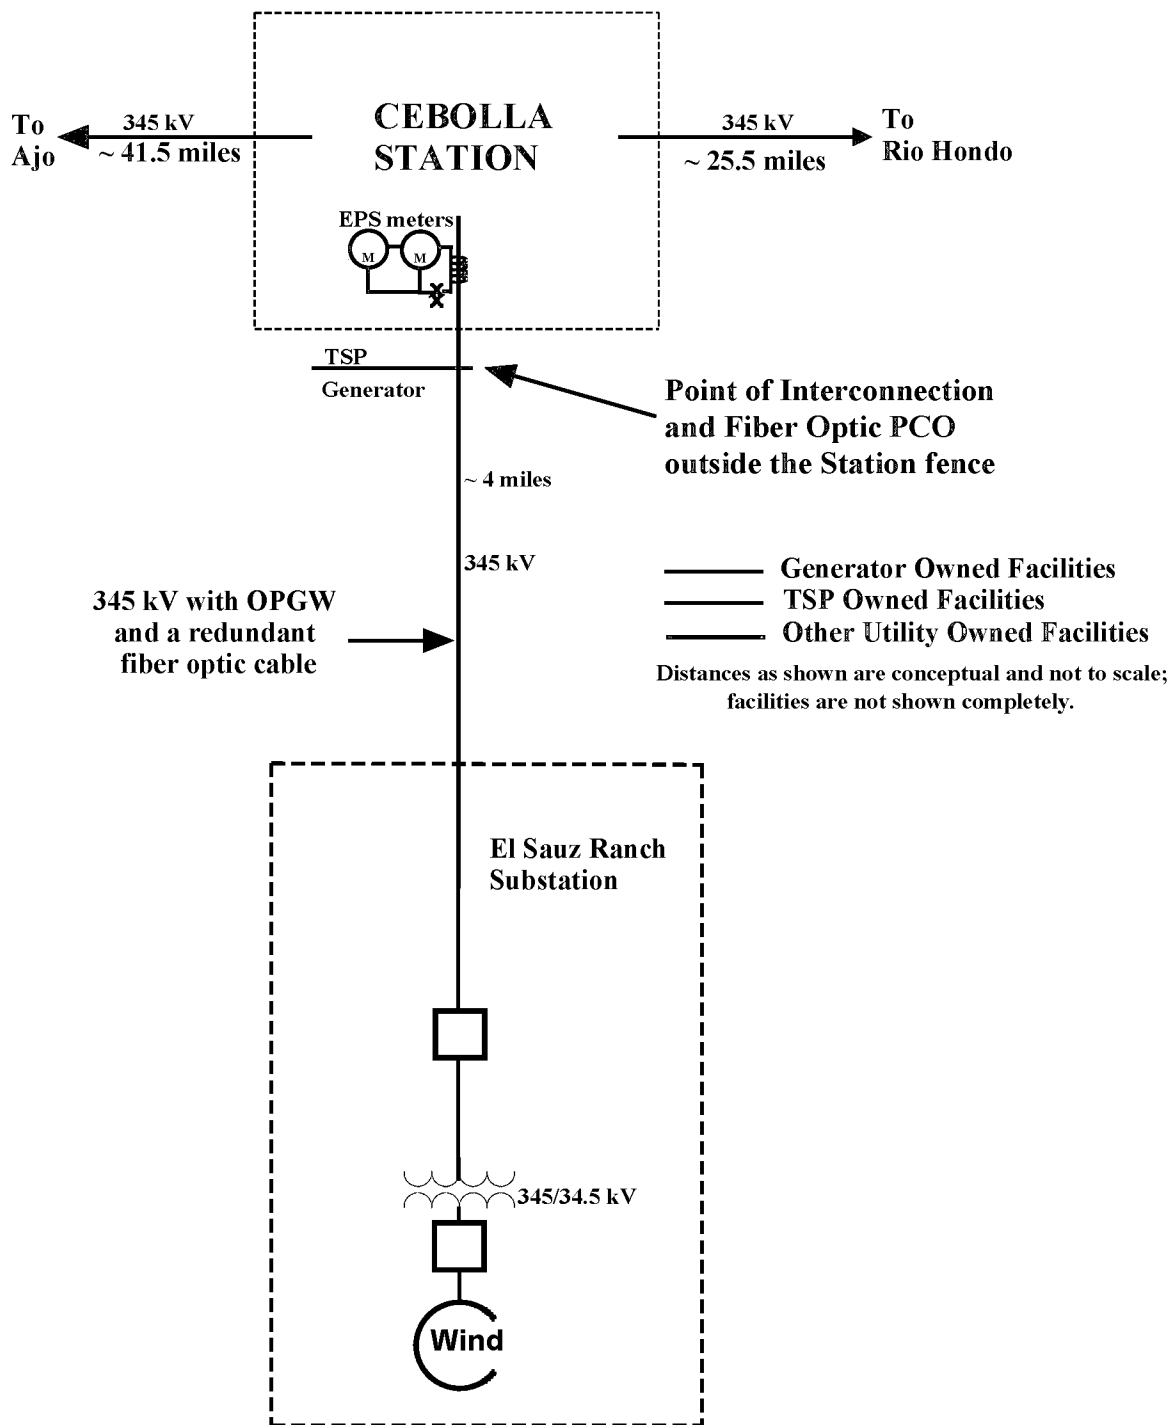 CEBOLLA
STATION
To
Ajo
345 kV
~ 41.5 miles
345 kV
~ 25.5 miles
To
Rio Hondo
EPS meters
M M
TSP
Generator
Point of Interconnection
and Fiber Optic PCO
outside the Station fence
~ 4 miles
345 kV
345 kV with OPGW
and a redundant
fiber optic cable
Generator Owned Facilities
TSP Owned Facilities
Other Utility Owned Facilities
Distances as shown are conceptual and not to scale;
facilities are not shown completely.
El Sauz Ranch
Substation
345/34.5 kV
Wind